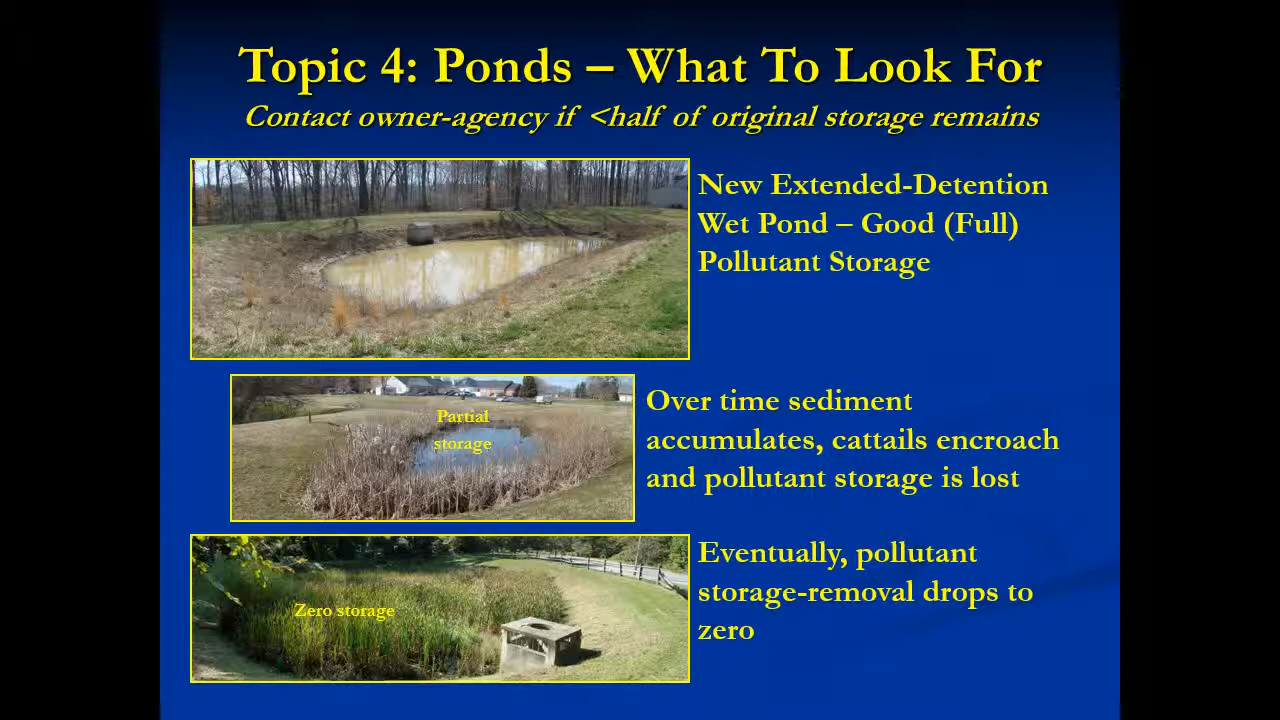 Topic 4: Ponds – What To Look For
Contact owner-agency if <half of original storage remains
New Extended-Detention
Wet Pond – Good (Full)
Pollutant Storage
Partial
storage
Over time sediment
accumulates, cattails encroach
and pollutant storage is lost
Zero storage
Eventually, pollutant
storage-removal drops to
zero